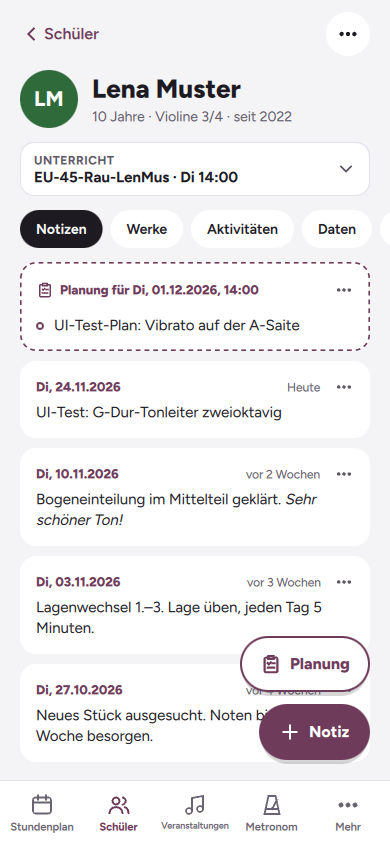 Schüler
LM
Lena Muster
10 Jahre · Violine 3/4 · seit 2022
UNTERRICHT
EU-45-Rau-LenMus · Di 14:00
Notizen Werke Aktivitäten Daten
Planung für Di, 01.12.2026, 14:00
UI-Test-Plan: Vibrato auf der A-Saite
Di, 24.11.2026 Heute
UI-Test: G-Dur-Tonleiter zweioktavig
Di, 10.11.2026 vor 2 Wochen
Bogeneinteilung im Mittelteil geklärt. Sehr
schöner Ton!
Di, 03.11.2026 vor 3 Wochen
Lagenwechsel 1.–3. Lage üben, jeden Tag 5
Minuten.
Planung
Di, 27.10.2026 vor 4 Wochen
Neues Stück ausgesucht. Noten
Woche besorgen.
Notiz
Stundenplan Schüler Veranstaltungen Metronom Mehr